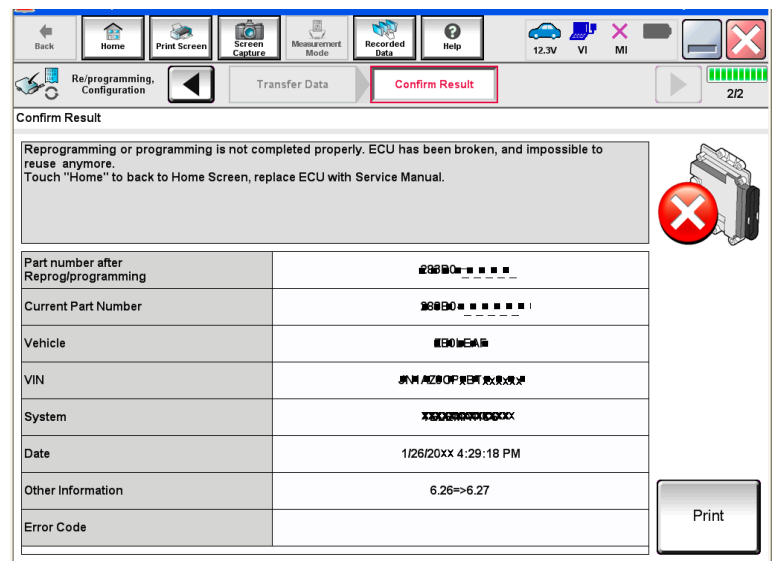 Back
Home
Print Screen
Screen
Capture
Measurement
Mode
Recorded
Data
Help
12.3V
VI
MI
Re/programming,
Configuration
Transfer Data
Confirm Result
2/2
Confirm Result
Reprogramming or programming is not completed properly. ECU has been broken, and impossible to
reuse anymore.
Touch "Home" to back to Home Screen, replace ECU with Service Manual.
Part number after
Reprog/programming
Current Part Number
Vehicle
VIN
System
Date
1/26/20xx 4:29:18 PM
Other Information
6.26=>6.27
Error Code
Print